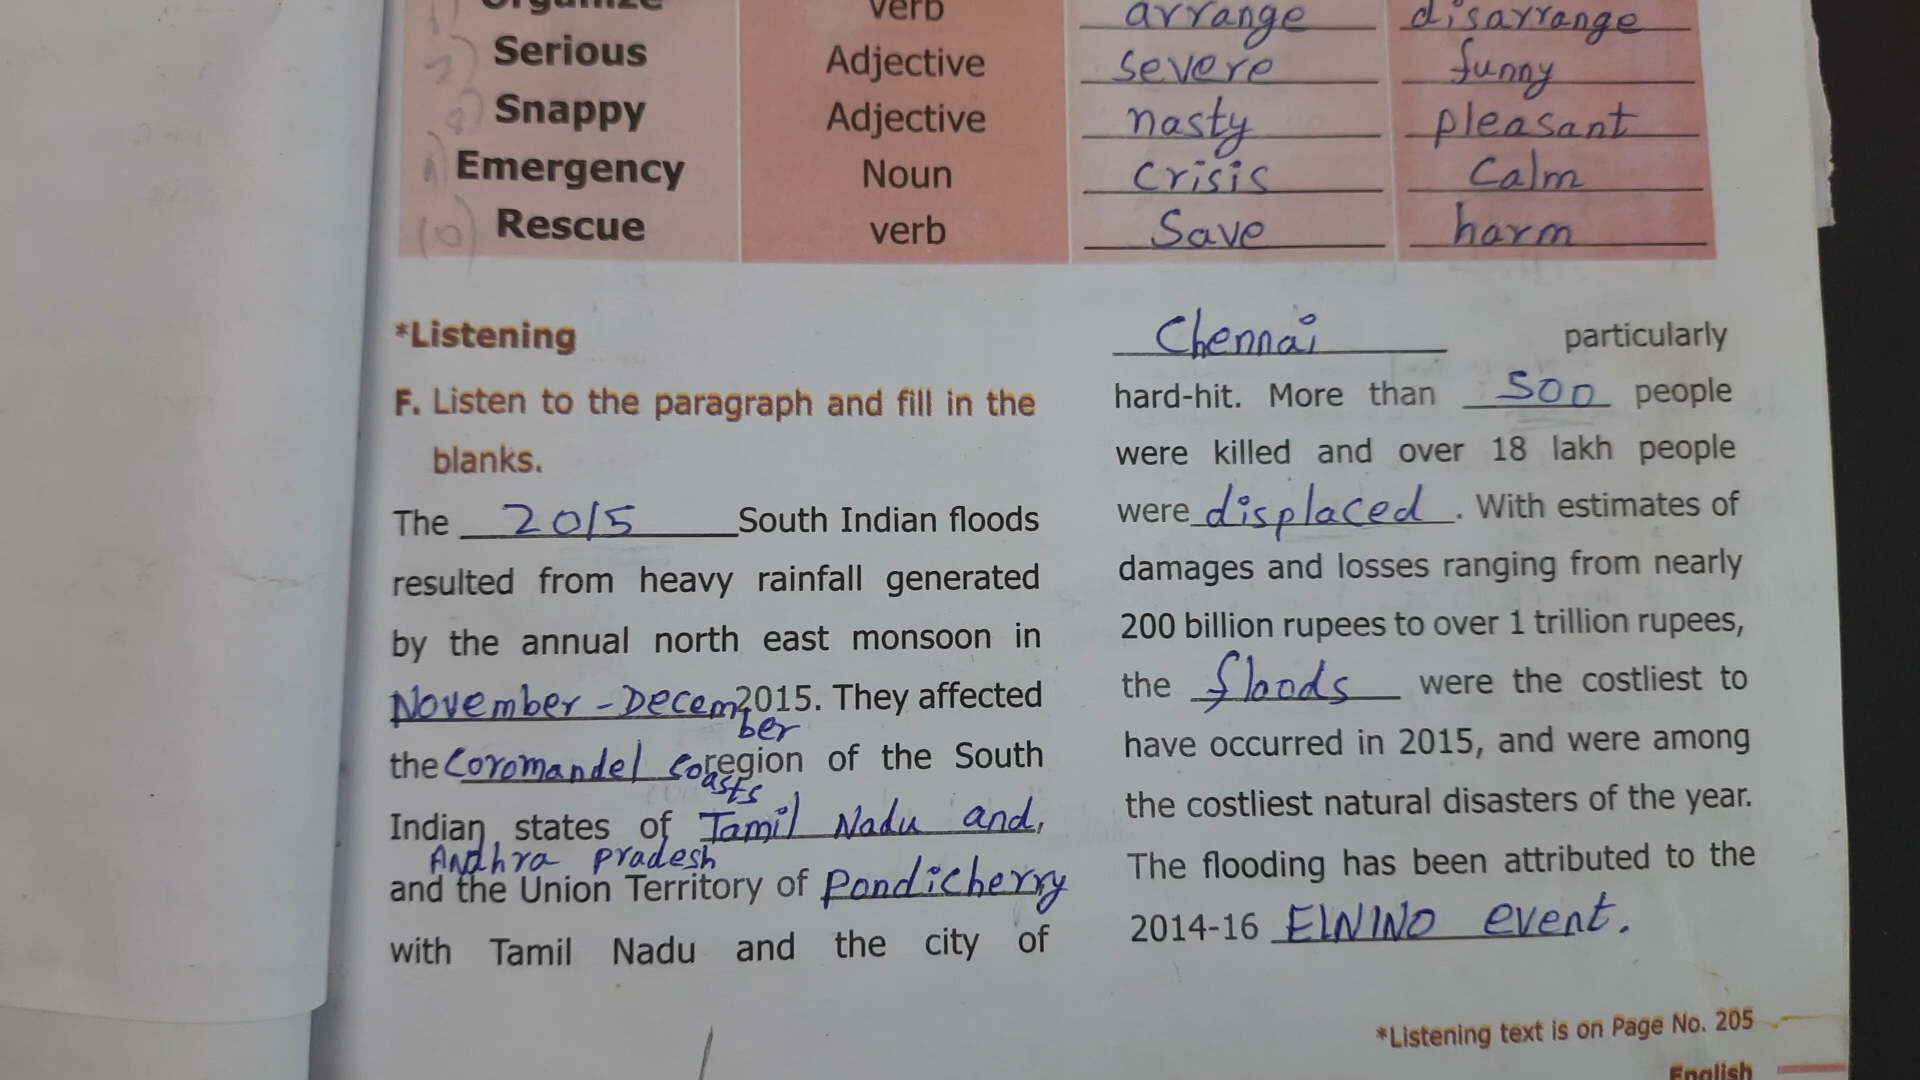 Organize verb arrange disarrange
Serious Adjective severe funny
Snappy Adjective nasty pleasant
Emergency Noun crisis Calm
10) Rescue verb Save harm
*Listening
F. Listen to the paragraph and fill in the
blanks.
The 2015 South Indian floods
resulted from heavy rainfall generated
by the annual north east monsoon in
November - Decem 2015. They affected
ber
the Coromandel co region of the South
asts
Indian states of Tamil Nadu and,
Andhra pradesh
and the Union Territory of Pondicherry
with Tamil Nadu and the city of
Chennai particularly
hard-hit. More than 500 people
were killed and over 18 lakh people
were displaced. With estimates of
damages and losses ranging from nearly
200 billion rupees to over 1 trillion rupees,
the floods were the costliest to
have occurred in 2015, and were among
the costliest natural disasters of the year.
The flooding has been attributed to the
2014-16 ElNINO event.
*Listening text is on Page No. 205
English